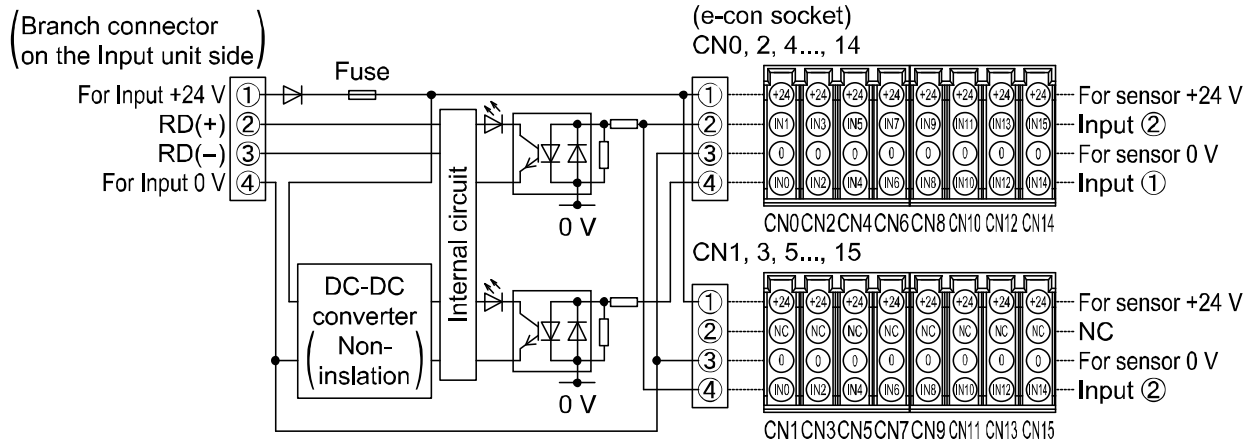 (Branch connector
on the Input unit side)
For Input +24 V ①
RD(+) ②
RD(−) ③
For Input 0 V ④
Fuse
Internal circuit
0 V
DC-DC
converter
(Non-
inslation)
0 V
(e-con socket)
CN0, 2, 4..., 14
① +24 +24 +24 +24 +24 +24 +24 +24 For sensor +24 V
② IN1 IN3 IN5 IN7 IN9 IN11 IN13 IN15 Input ②
③ 0 0 0 0 0 0 0 0 For sensor 0 V
④ IN0 IN2 IN4 IN6 IN8 IN10 IN12 IN14 Input ①
CN0 CN2 CN4 CN6 CN8 CN10 CN12 CN14
CN1, 3, 5..., 15
① +24 +24 +24 +24 +24 +24 +24 +24 For sensor +24 V
② NC NC NC NC NC NC NC NC NC
③ 0 0 0 0 0 0 0 0 For sensor 0 V
④ IN0 IN2 IN4 IN6 IN8 IN10 IN12 IN14 Input ②
CN1 CN3 CN5 CN7 CN9 CN11 CN13 CN15